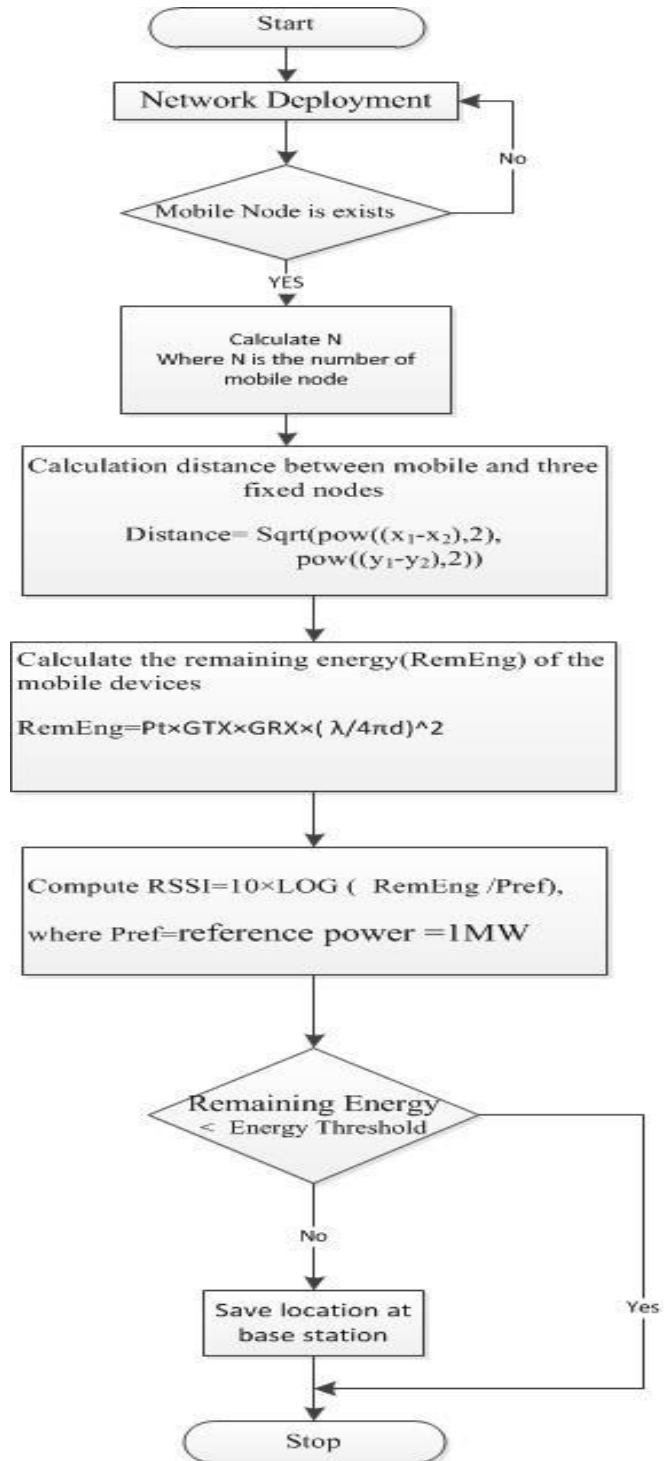 Start
Network Deployment
No
Mobile Node is exists
YES
Calculate N
Where N is the number of
mobile node
Calculation distance between mobile and three
fixed nodes
Distance= Sqrt(pow((x₁-x₂),2),
pow((y₁-y₂),2))
Calculate the remaining energy(RemEng) of the
mobile devices
RemEng=Pt×GTX×GRX×( λ/4πd)^2
Compute RSSI=10×LOG ( RemEng /Pref),
where Pref=reference power =1MW
Remaining Energy
< Energy Threshold
No
Yes
Save location at
base station
Stop